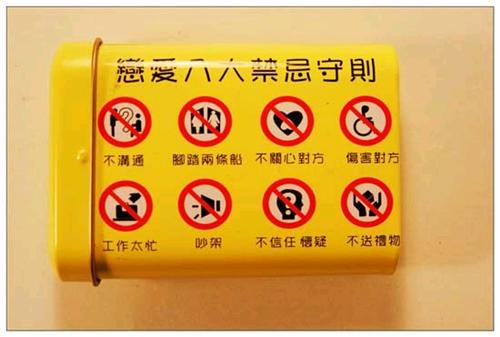 戀愛八大禁忌守則
不溝通 腳踏兩條船 不關心對方 傷害對方
工作太忙 吵架 不信任懷疑 不送禮物